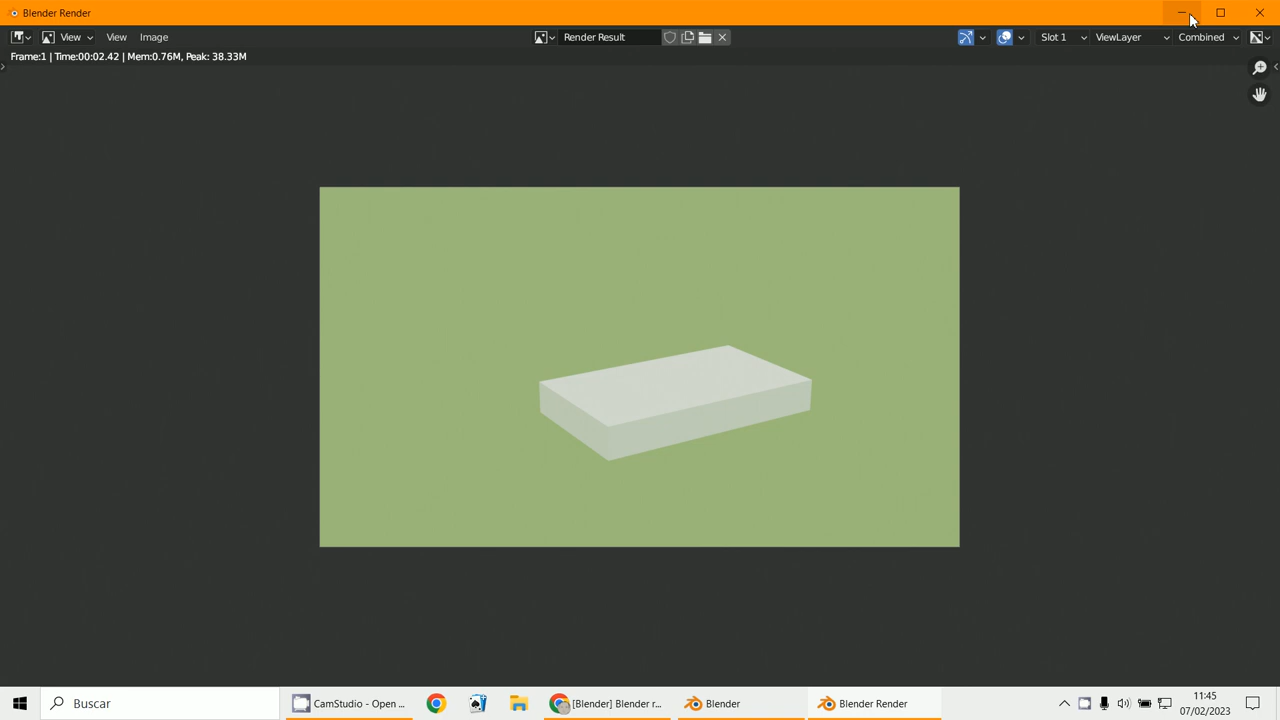 Blender Render
View View Image Render Result Slot 1 ViewLayer Combined
Frame:1 | Time:00:02.42 | Mem:0.76M, Peak: 38.33M
Buscar CamStudio - Open ... [Blender] Blender r... Blender Blender Render 11:45
07/02/2023